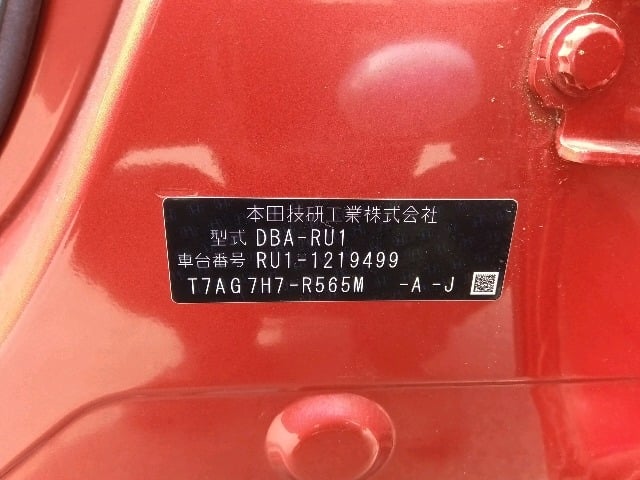 本田技研工業株式会社
型式 DBA-RU1
車台番号 RU1-1219499
T7AG7H7-R565M -A-J